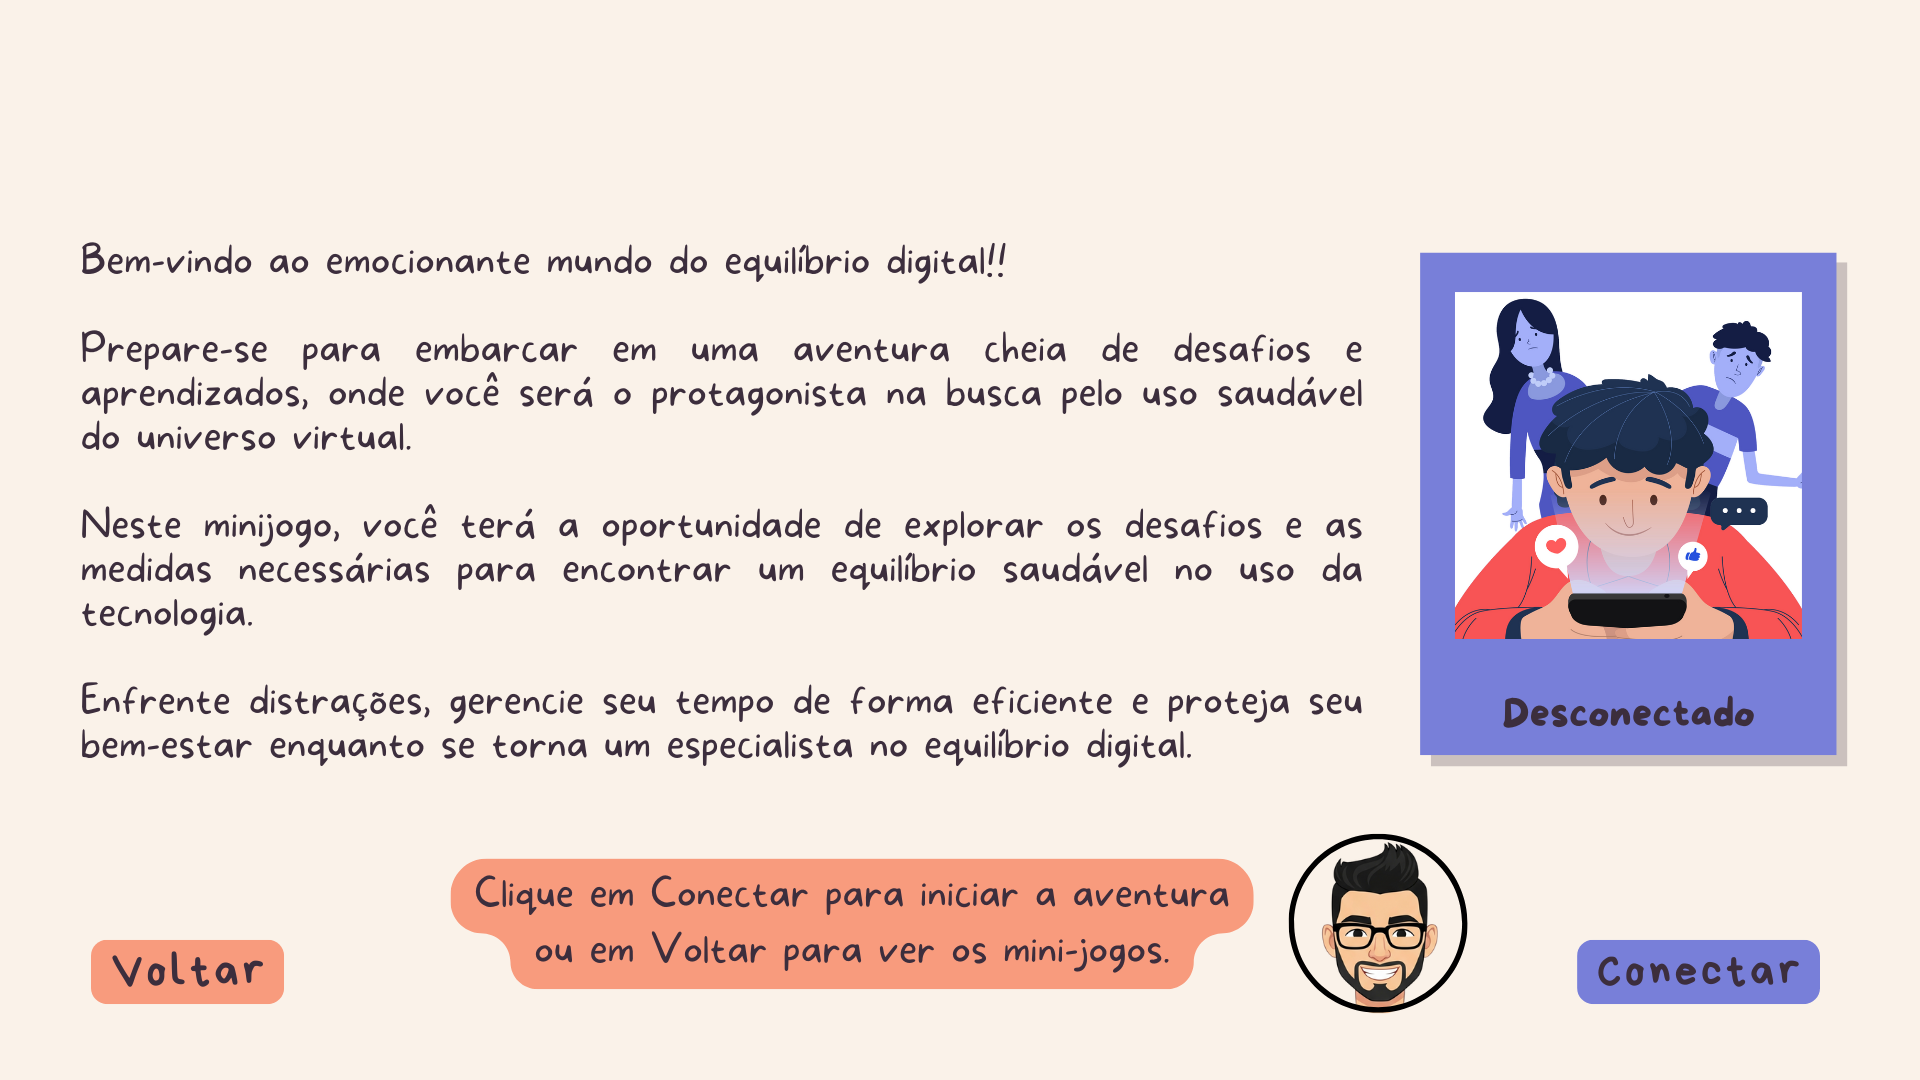 Bem-vindo ao emocionante mundo do equilíbrio digital!!
Prepare-se para embarcar em uma aventura cheia de desafios e
aprendizados, onde você será o protagonista na busca pelo uso saudável
do universo virtual.
Neste minijogo, você terá a oportunidade de explorar os desafios e as
medidas necessárias para encontrar um equilíbrio saudável no uso da
tecnologia.
Enfrente distrações, gerencie seu tempo de forma eficiente e proteja seu
bem-estar enquanto se torna um especialista no equilíbrio digital.
Desconectado
Clique em Conectar para iniciar a aventura
ou em Voltar para ver os mini-jogos.
Voltar
Conectar